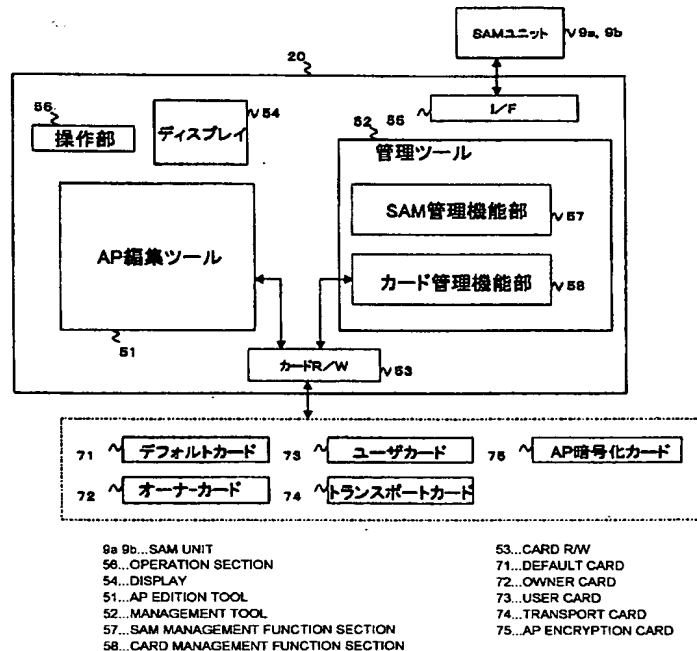 SAMユニット
9a, 9b
20
56
操作部
54
ディスプレイ
I/F
52
55
管理ツール
AP編集ツール
SAM管理機能部
57
カード管理機能部
58
51
カードR/W
53
71
デフォルトカード
73
ユーザカード
75
AP暗号化カード
72
オーナーカード
74
トランスポートカード
9a 9b...SAM UNIT
56...OPERATION SECTION
54...DISPLAY
51...AP EDITION TOOL
52...MANAGEMENT TOOL
57...SAM MANAGEMENT FUNCTION SECTION
58...CARD MANAGEMENT FUNCTION SECTION
53...CARD R/W
71...DEFAULT CARD
72...OWNER CARD
73...USER CARD
74...TRANSPORT CARD
75...AP ENCRYPTION CARD